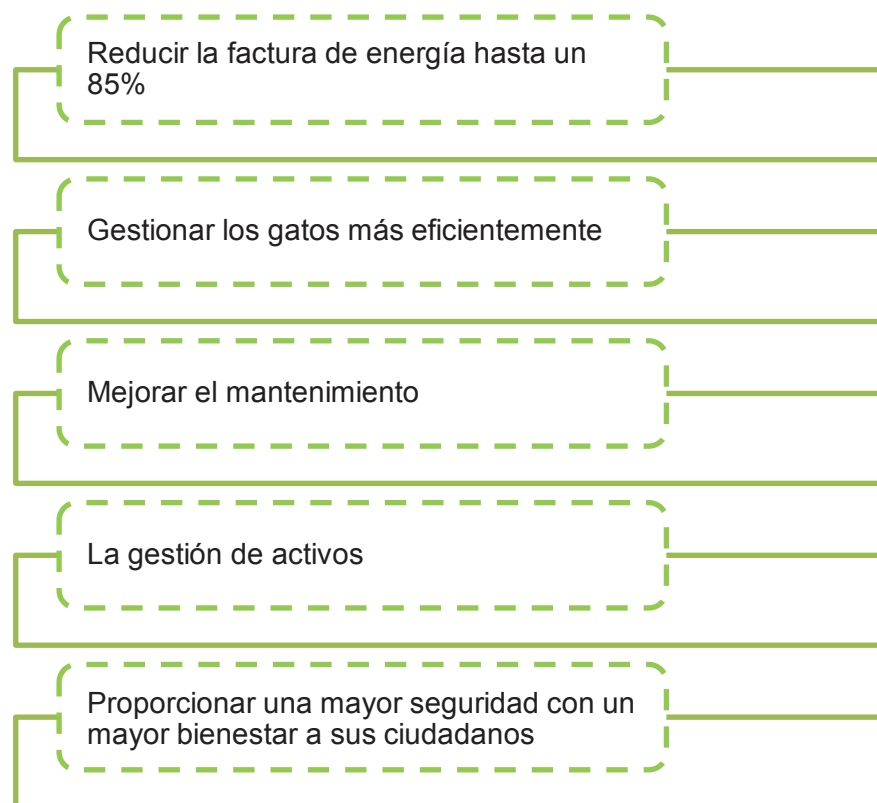 Reducir la factura de energía hasta un
85%
Gestionar los gatos más eficientemente
Mejorar el mantenimiento
La gestión de activos
Proporcionar una mayor seguridad con un
mayor bienestar a sus ciudadanos